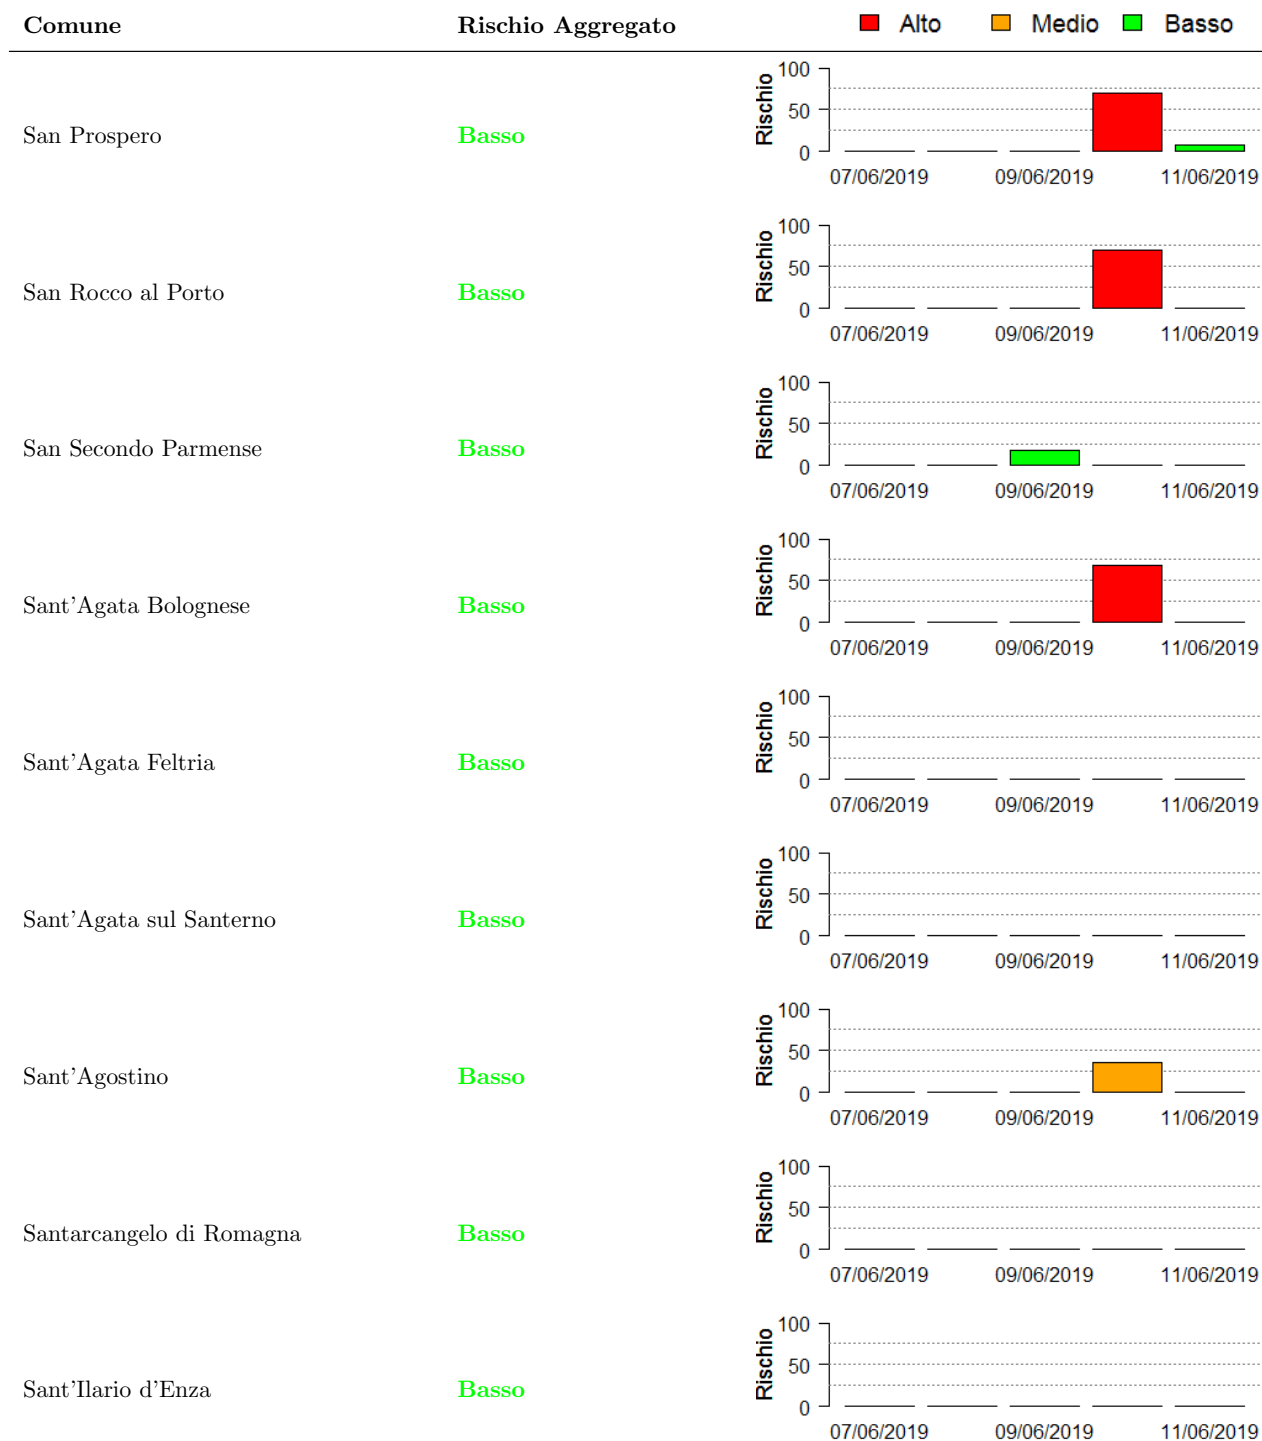 Comune Rischio Aggregato Alto Medio Basso
San Prospero Basso
Rischio
100
50
0
07/06/2019 09/06/2019 11/06/2019
San Rocco al Porto Basso
Rischio
100
50
0
07/06/2019 09/06/2019 11/06/2019
San Secondo Parmense Basso
Rischio
100
50
0
07/06/2019 09/06/2019 11/06/2019
Sant'Agata Bolognese Basso
Rischio
100
50
0
07/06/2019 09/06/2019 11/06/2019
Sant'Agata Feltria Basso
Rischio
100
50
0
07/06/2019 09/06/2019 11/06/2019
Sant'Agata sul Santerno Basso
Rischio
100
50
0
07/06/2019 09/06/2019 11/06/2019
Sant'Agostino Basso
Rischio
100
50
0
07/06/2019 09/06/2019 11/06/2019
Santarcangelo di Romagna Basso
Rischio
100
50
0
07/06/2019 09/06/2019 11/06/2019
Sant'Ilario d'Enza Basso
Rischio
100
50
0
07/06/2019 09/06/2019 11/06/2019